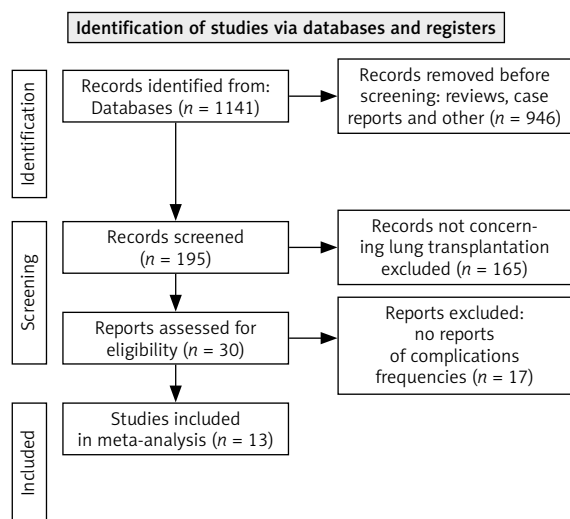 Identification of studies via databases and registers
Identification
Records identified from:
Databases (n = 1141)
Records removed before
screening: reviews, case
reports and other (n = 946)
Screening
Records screened
(n = 195)
Records not concern-
ing lung transplantation
excluded (n = 165)
Reports assessed for
eligibility (n = 30)
Reports excluded:
no reports
of complications
frequencies (n = 17)
Included
Studies included
in meta-analysis (n = 13)